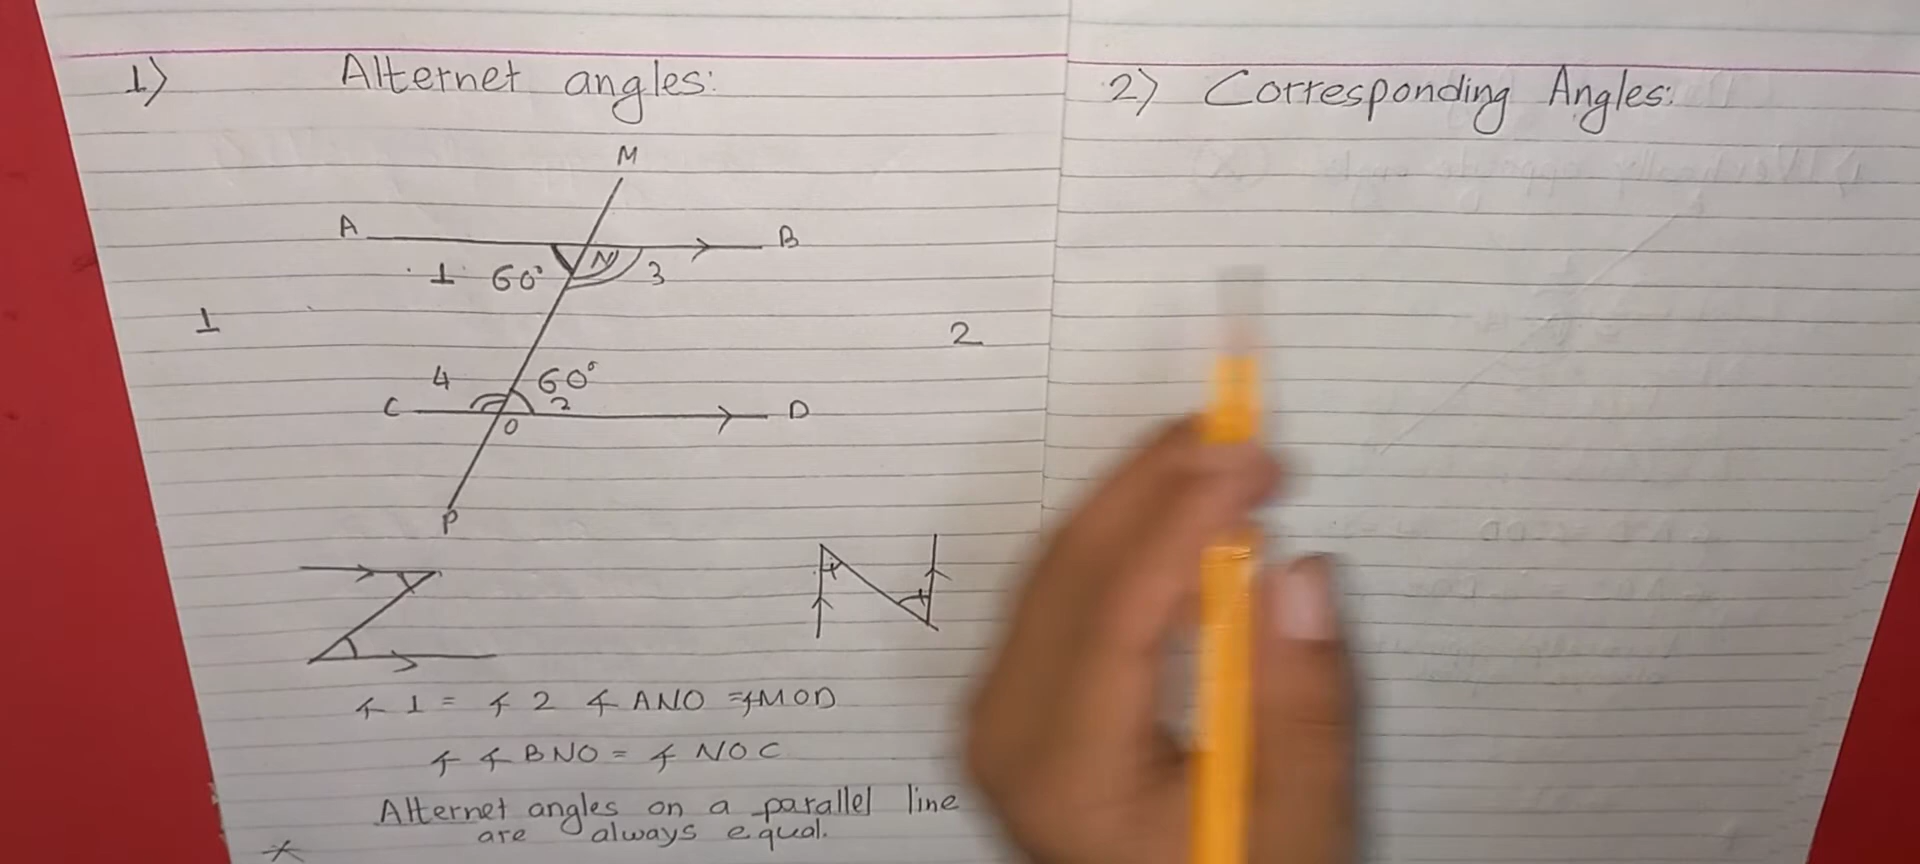 1) Alternet angles:
M
A B
N
1 60° 3
1 2
4 60°
C 2 D
O
P
∡ 1 = ∡ 2 ∡ ANO = ∡MOD
∡ ∡ BNO = ∡ NOC
Alternet angles on a parallel line
are always equal.
2) Corresponding Angles: